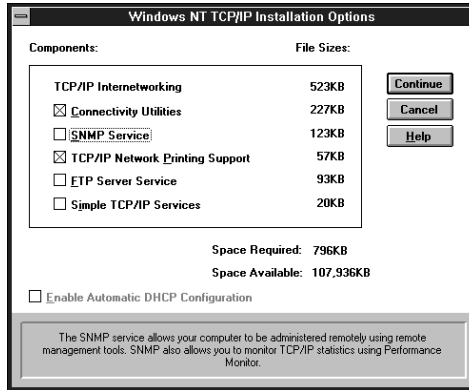 Windows NT TCP/IP Installation Options
Components: File Sizes:
TCP/IP Internetworking 523KB
Connectivity Utilities 227KB
SNMP Service 123KB
TCP/IP Network Printing Support 57KB
FTP Server Service 93KB
Simple TCP/IP Services 20KB
Continue
Cancel
Help
Space Required: 796KB
Space Available: 107,936KB
Enable Automatic DHCP Configuration
The SNMP service allows your computer to be administered remotely using remote
management tools. SNMP also allows you to monitor TCP/IP statistics using Performance
Monitor.